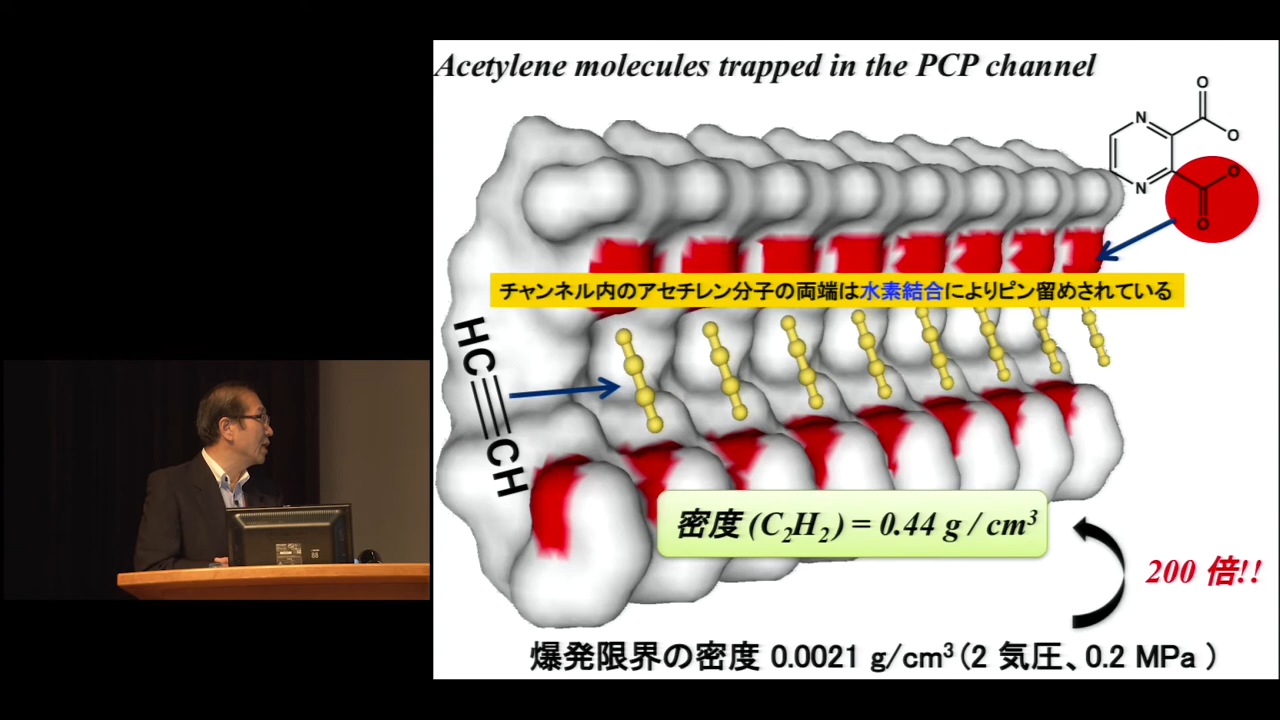 Acetylene molecules trapped in the PCP channel
O
N
O
O
N
O
チャンネル内のアセチレン分子の両端は水素結合によりピン留めされている
HC≡CH
密度 (C₂H₂) = 0.44 g / cm³
200 倍!!
爆発限界の密度 0.0021 g/cm³(2 気圧、0.2 MPa )